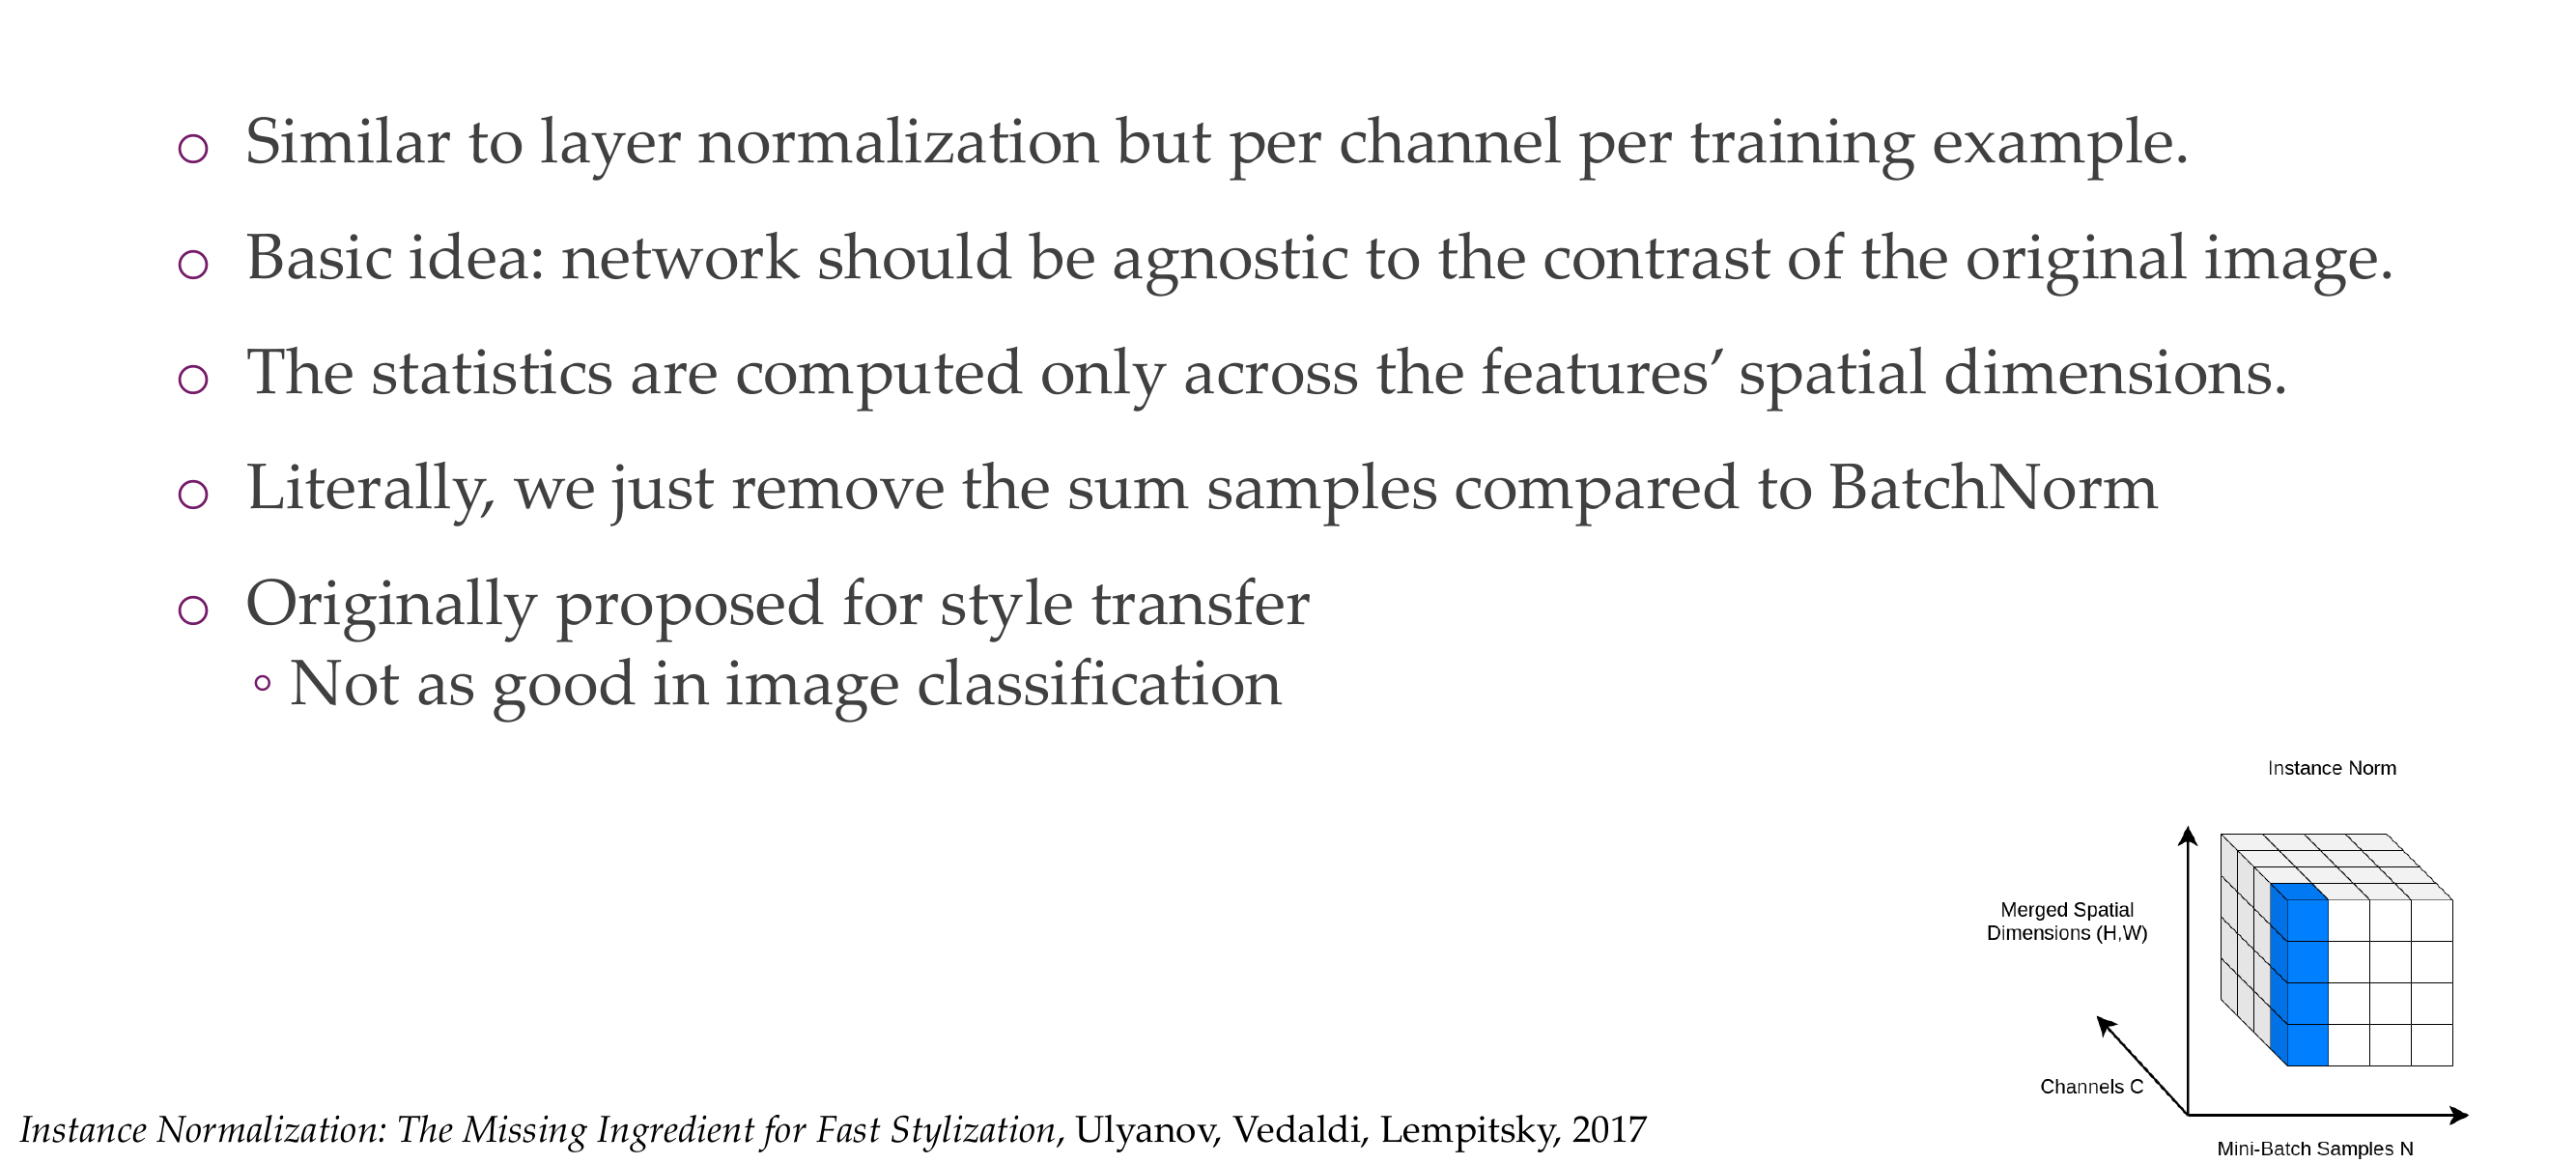 Similar to layer normalization but per channel per training example.
Basic idea: network should be agnostic to the contrast of the original image.
The statistics are computed only across the features’ spatial dimensions.
Literally, we just remove the sum samples compared to BatchNorm
Originally proposed for style transfer
Not as good in image classification
Instance Norm
Merged Spatial
Dimensions (H,W)
Channels C
Mini-Batch Samples N
Instance Normalization: The Missing Ingredient for Fast Stylization, Ulyanov, Vedaldi, Lempitsky, 2017